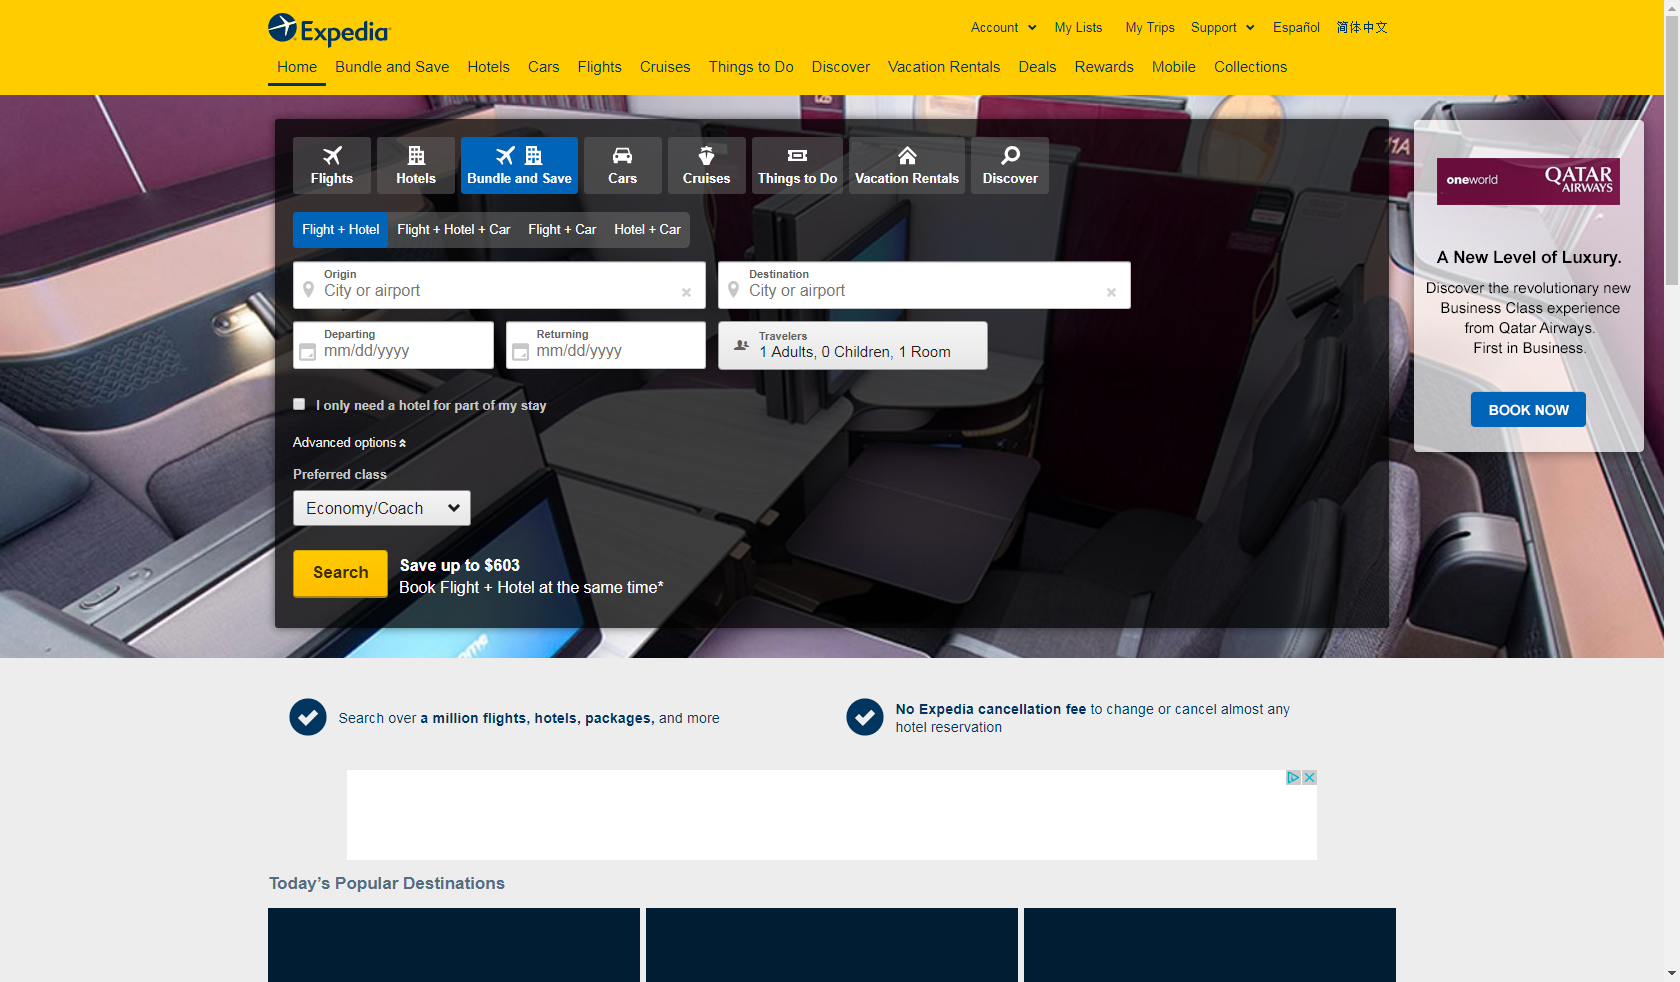 Expedia
Account
My Lists
My Trips
Support
Español
简体中文
Home
Bundle and Save
Hotels
Cars
Flights
Cruises
Things to Do
Discover
Vacation Rentals
Deals
Rewards
Mobile
Collections
Flights
Hotels
Bundle and Save
Cars
Cruises
Things to Do
Vacation Rentals
Discover
11A
Flight + Hotel
Flight + Hotel + Car
Flight + Car
Hotel + Car
Origin
City or airport
Destination
City or airport
Departing
mm/dd/yyyy
Returning
mm/dd/yyyy
Travelers
1 Adults, 0 Children, 1 Room
I only need a hotel for part of my stay
Advanced options
Preferred class
Economy/Coach
Search
Save up to $603
Book Flight + Hotel at the same time*
oneworld
QATAR
AIRWAYS
A New Level of Luxury.
Discover the revolutionary new
Business Class experience
from Qatar Airways.
First in Business.
BOOK NOW
Search over a million flights, hotels, packages, and more
No Expedia cancellation fee to change or cancel almost any
hotel reservation
Today's Popular Destinations